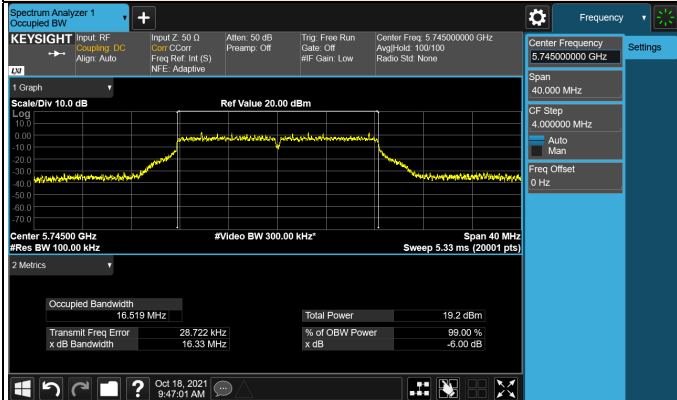 Spectrum Analyzer 1
Occupied BW
Frequency
KEYSIGHT
Input: RF
Coupling: DC
Align: Auto
Input Z: 50 Ω
Corr CCorr
Freq Ref: Int (S)
NFE: Adaptive
Atten: 50 dB
Preamp: Off
Trig: Free Run
Gate: Off
#IF Gain: Low
Center Freq: 5.745000000 GHz
Avg|Hold: 100/100
Radio Std: None
LXI
Center Frequency
5.745000000 GHz
Settings
Span
40.000 MHz
CF Step
4.000000 MHz
Auto
Man
Freq Offset
0 Hz
1 Graph
Scale/Div 10.0 dB
Ref Value 20.00 dBm
Log
10.0
0.00
-10.0
-20.0
-30.0
-40.0
-50.0
-60.0
-70.0
Center 5.74500 GHz
#Video BW 300.00 kHz*
Span 40 MHz
#Res BW 100.00 kHz
Sweep 5.33 ms (20001 pts)
2 Metrics
Occupied Bandwidth
16.519 MHz
Total Power
19.2 dBm
Transmit Freq Error
28.722 kHz
% of OBW Power
99.00 %
x dB Bandwidth
16.33 MHz
x dB
-6.00 dB
?
Oct 18, 2021
9:47:01 AM